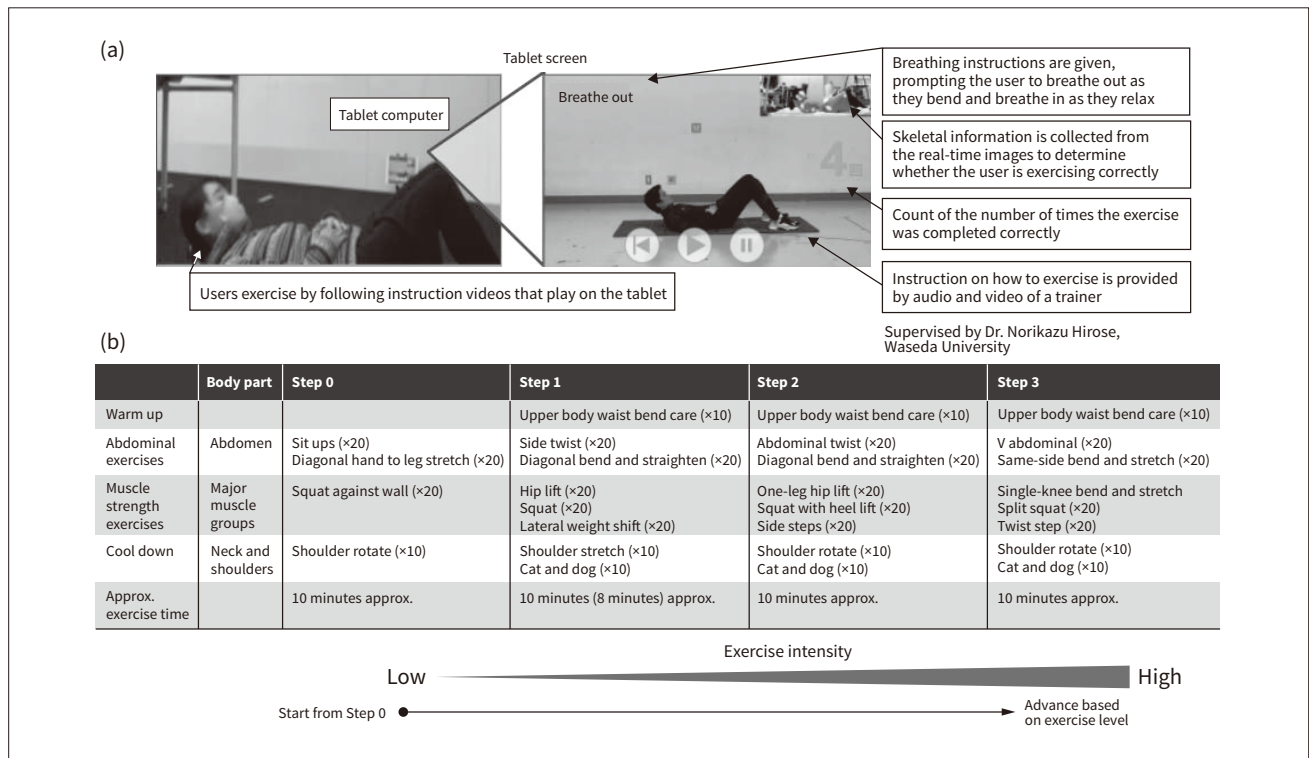 (a)
Tablet screen
Tablet computer
Breathe out
4
Breathing instructions are given,
prompting the user to breathe out as
they bend and breathe in as they relax
Skeletal information is collected from
the real-time images to determine
whether the user is exercising correctly
Count of the number of times the exercise
was completed correctly
Instruction on how to exercise is provided
by audio and video of a trainer
Users exercise by following instruction videos that play on the tablet
Supervised by Dr. Norikazu Hirose,
Waseda University
(b)
Body part Step 0 Step 1 Step 2 Step 3
Warm up Upper body waist bend care (×10) Upper body waist bend care (×10) Upper body waist bend care (×10)
Abdominal Abdomen Sit ups (×20) Side twist (×20) Abdominal twist (×20) V abdominal (×20)
exercises Diagonal hand to leg stretch (×20) Diagonal bend and straighten (×20) Diagonal bend and straighten (×20) Same-side bend and stretch (×20)
Muscle Major Squat against wall (×20) Hip lift (×20) One-leg hip lift (×20) Single-knee bend and stretch
strength muscle Squat (×20) Squat with heel lift (×20) Split squat (×20)
exercises groups Lateral weight shift (×20) Side steps (×20) Twist step (×20)
Cool down Neck and Shoulder rotate (×10) Shoulder stretch (×10) Shoulder rotate (×10) Shoulder rotate (×10)
shoulders Cat and dog (×10) Cat and dog (×10) Cat and dog (×10)
Approx. 10 minutes approx. 10 minutes (8 minutes) approx. 10 minutes approx. 10 minutes approx.
exercise time
Exercise intensity
Low High
Start from Step 0 Advance based
on exercise level